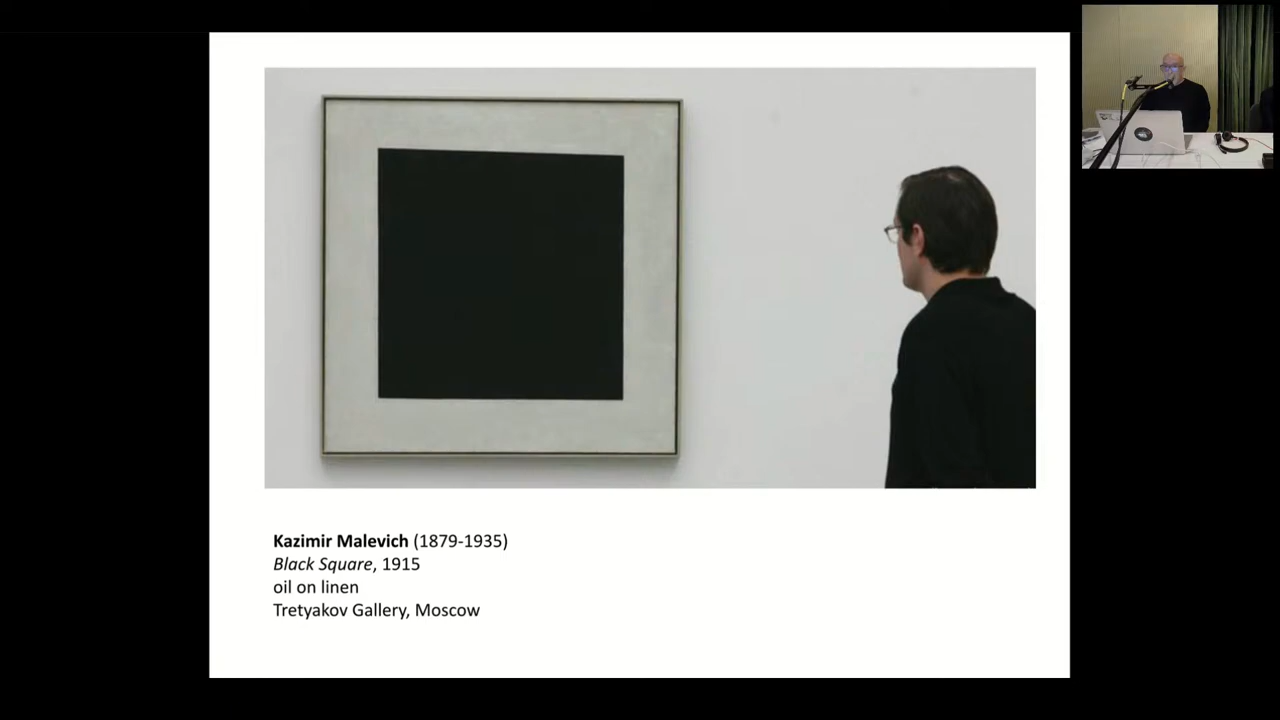 Kazimir Malevich (1879-1935)
Black Square, 1915
oil on linen
Tretyakov Gallery, Moscow